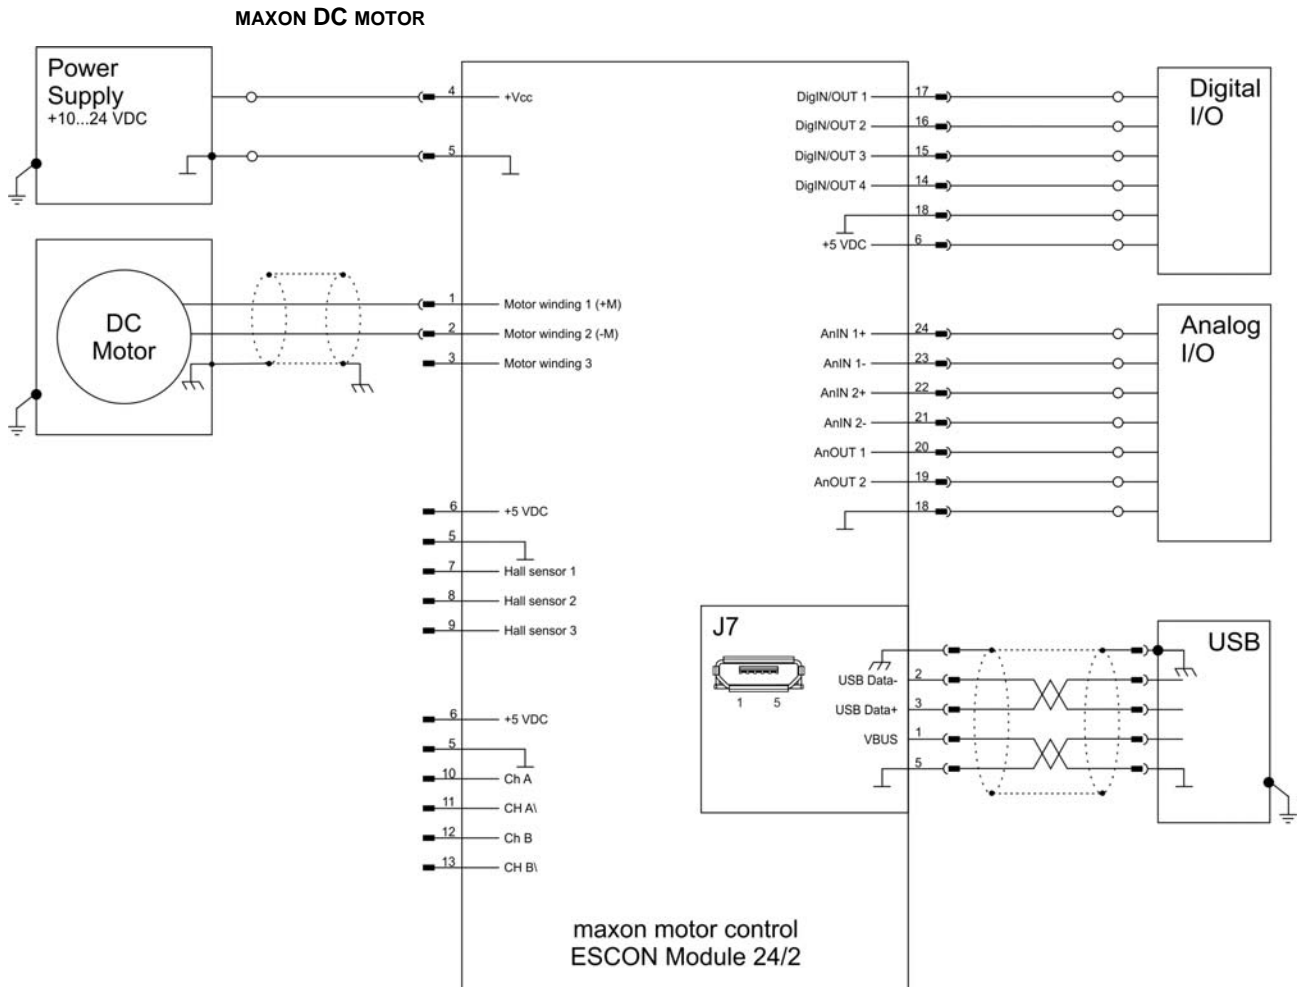 MAXON DC MOTOR
Power
Supply
+10...24 VDC
4
+Vcc
5
DC
Motor
1
Motor winding 1 (+M)
2
Motor winding 2 (-M)
3
Motor winding 3
6
+5 VDC
5
7
Hall sensor 1
8
Hall sensor 2
9
Hall sensor 3
6
+5 VDC
5
10
Ch A
11
CH A\
12
Ch B
13
CH B\
DigIN/OUT 1
17
DigIN/OUT 2
16
DigIN/OUT 3
15
DigIN/OUT 4
14
18
+5 VDC
6
Digital
I/O
AnIN 1+
24
AnIN 1-
23
AnIN 2+
22
AnIN 2-
21
AnOUT 1
20
AnOUT 2
19
18
Analog
I/O
J7
1 5
USB Data-
2
USB Data+
3
VBUS
1
5
USB
maxon motor control
ESCON Module 24/2